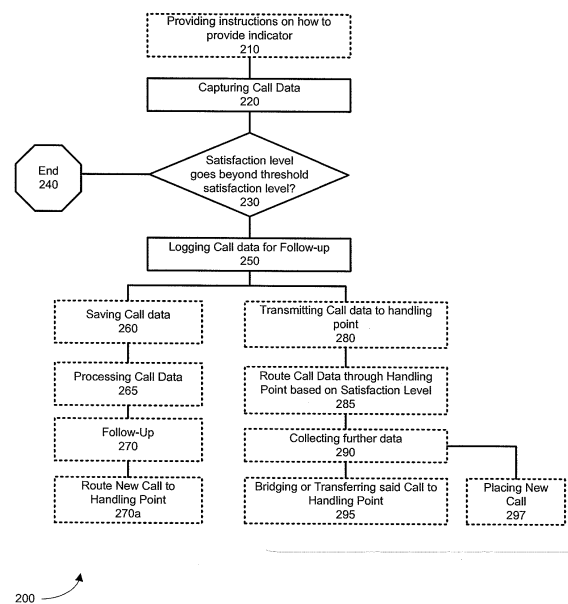 Providing instructions on how to
provide indicator
210
Capturing Call Data
220
Satisfaction level
goes beyond threshold
satisfaction level?
230
End
240
Logging Call data for Follow-up
250
Saving Call data
260
Transmitting Call data to handling
point
280
Processing Call Data
265
Route Call Data through Handling
Point based on Satisfaction Level
285
Follow-Up
270
Collecting further data
290
Route New Call to
Handling Point
270a
Bridging or Transferring said Call to
Handling Point
295
Placing New
Call
297
200